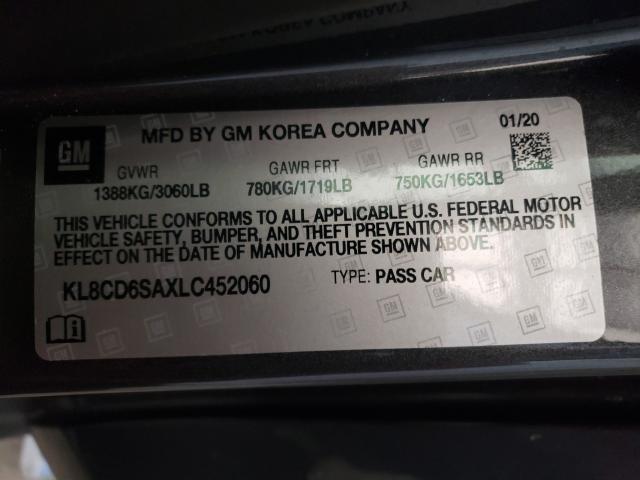 GM
MFD BY GM KOREA COMPANY
01/20
GVWR GAWR FRT GAWR RR
1388KG/3060LB 780KG/1719LB 750KG/1653LB
THIS VEHICLE CONFORMS TO ALL APPLICABLE U.S. FEDERAL MOTOR
VEHICLE SAFETY, BUMPER, AND THEFT PREVENTION STANDARDS IN
EFFECT ON THE DATE OF MANUFACTURE SHOWN ABOVE.
KL8CD6SAXLC452060 TYPE: PASS CAR